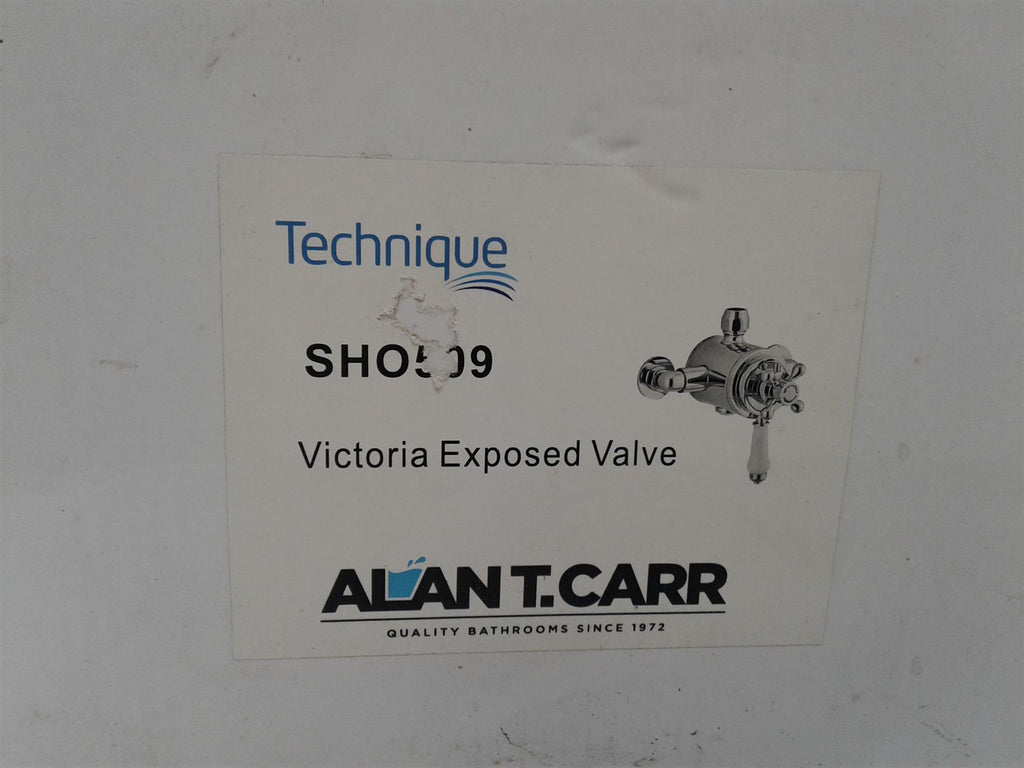 Technique
SHO509
Victoria Exposed Valve
ALAN T.CARR
QUALITY BATHROOMS SINCE 1972